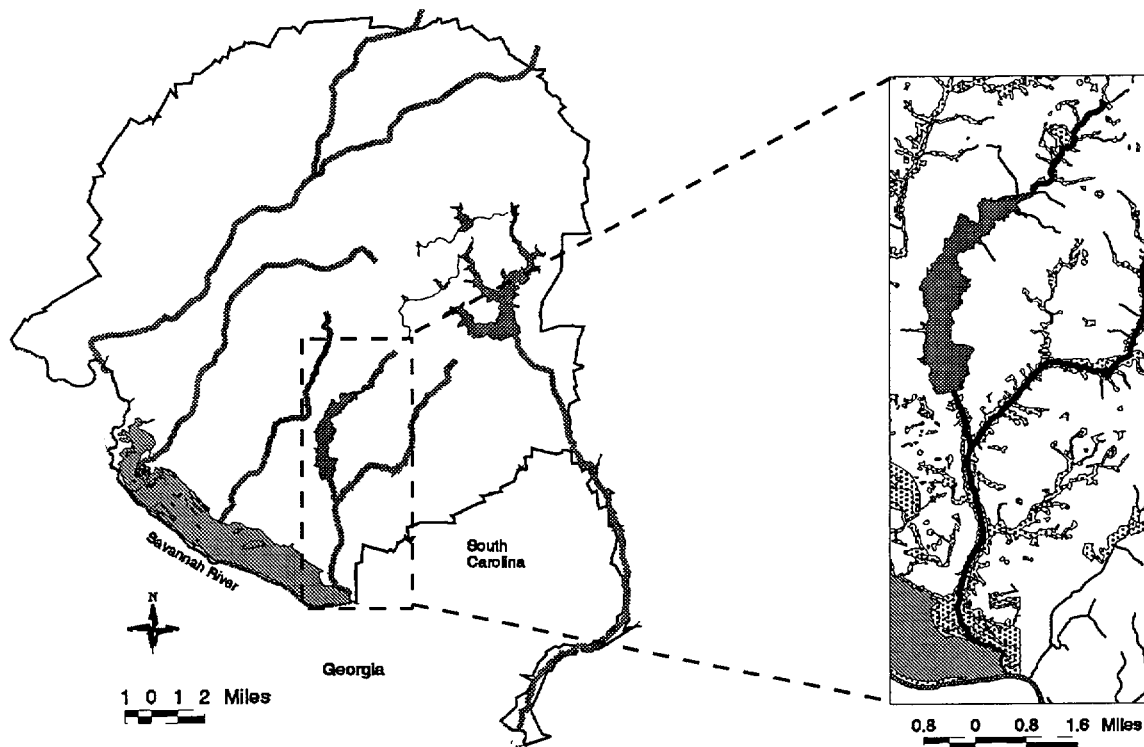 Savannah River
N
South
Carolina
Georgia
1 0 1 2 Miles
0.8 0 0.8 1.6 Miles